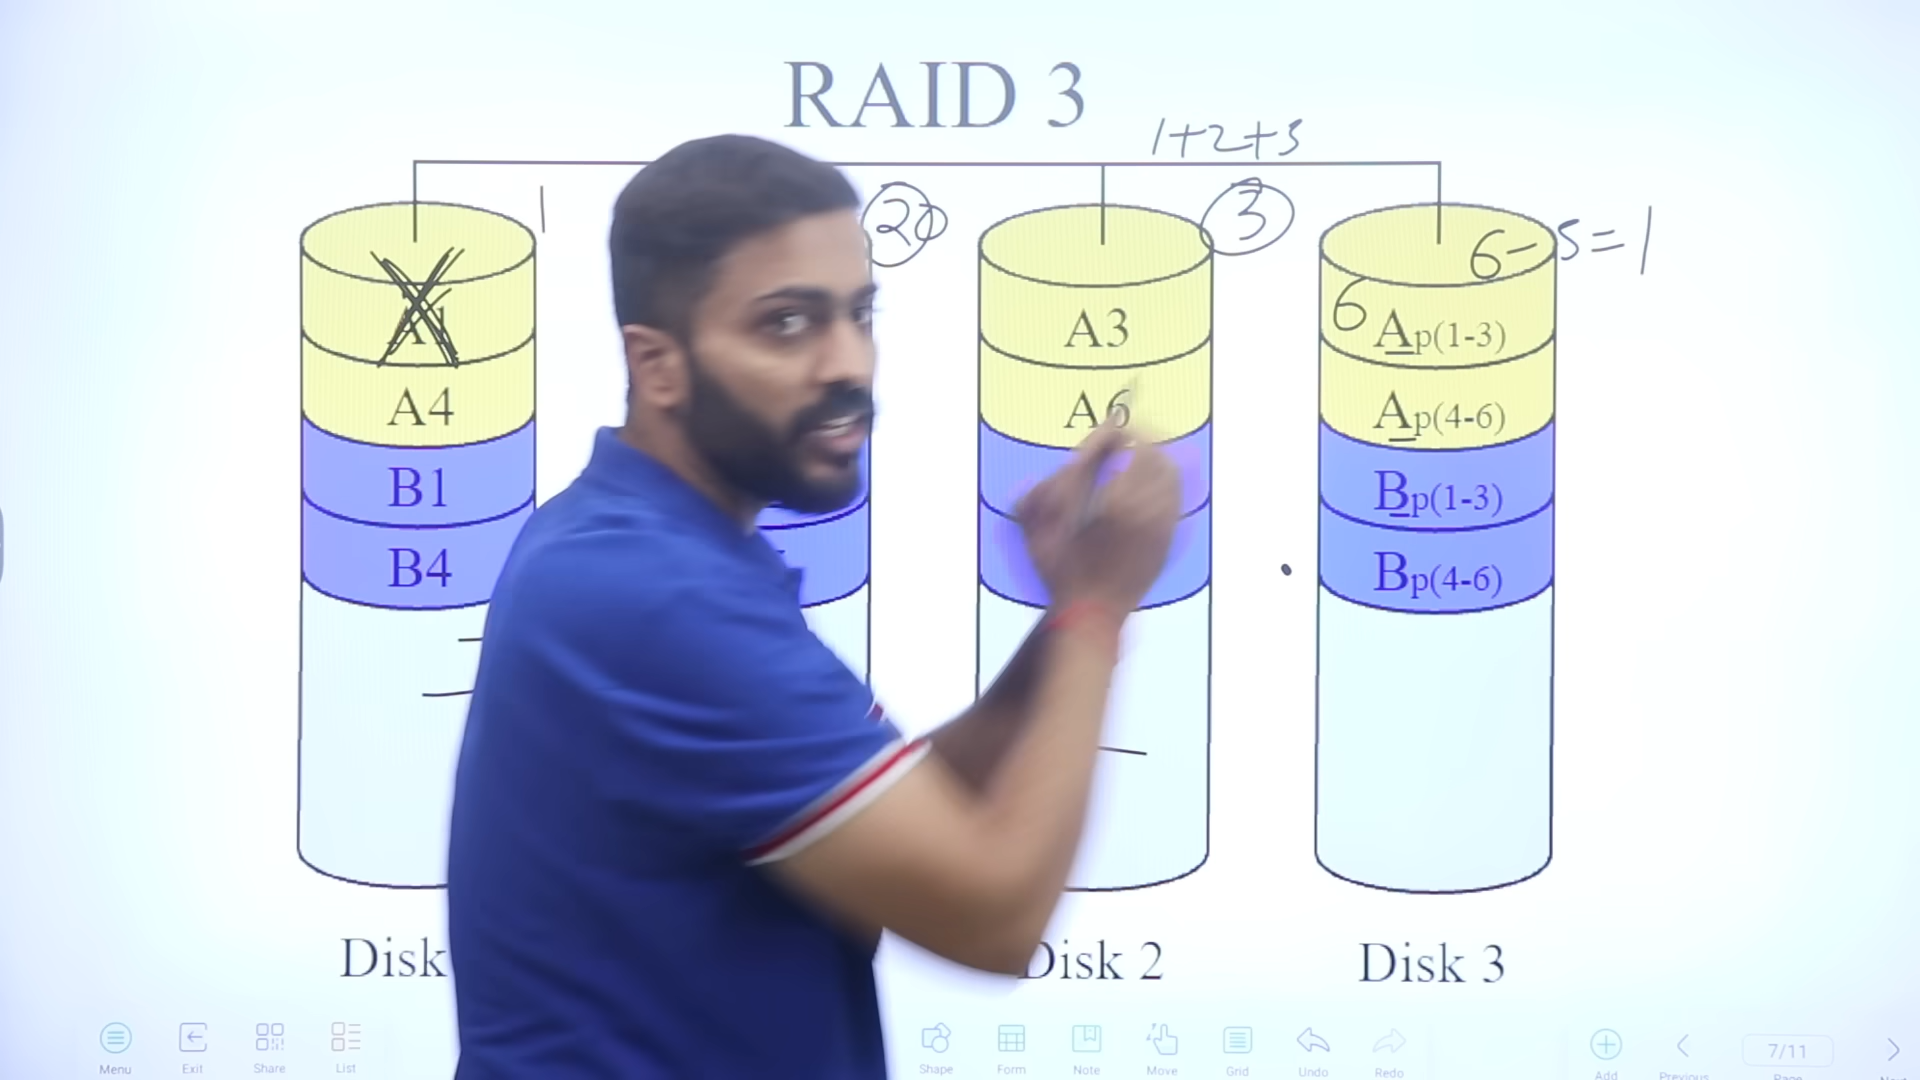 RAID 3
1+2+3
1
20
3
6-5=1
A1
A3
6
Ap(1-3)
A4
A6
Ap(4-6)
B1
Bp(1-3)
B4
Bp(4-6)
Disk
Disk 2
Disk 3
Menu
Exit
Share
List
Shape
Form
Note
Move
Grid
Undo
Redo
Add
Previous
7/11
Page